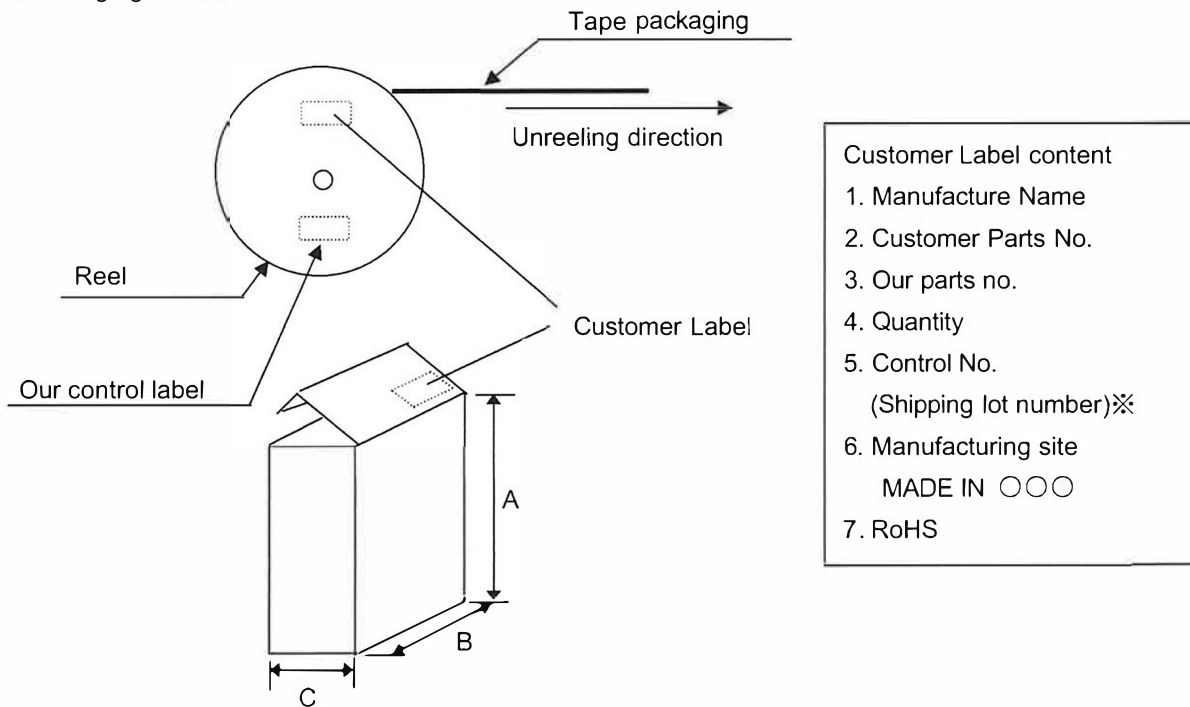 Tape packaging
Unreeling direction
Reel
Our control label
Customer Label
A
B
C
Customer Label content
1. Manufacture Name
2. Customer Parts No.
3. Our parts no.
4. Quantity
5. Control No.
(Shipping lot number)※
6. Manufacturing site
MADE IN ○○○
7. RoHS